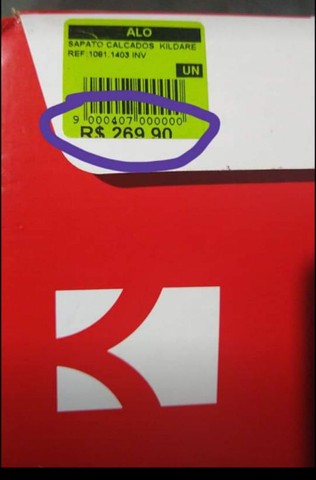 ALO
SAPATO CALCADOS KILDARE
REF:1061.1403 INV
UN
9 000407 000000
R$ 269,90